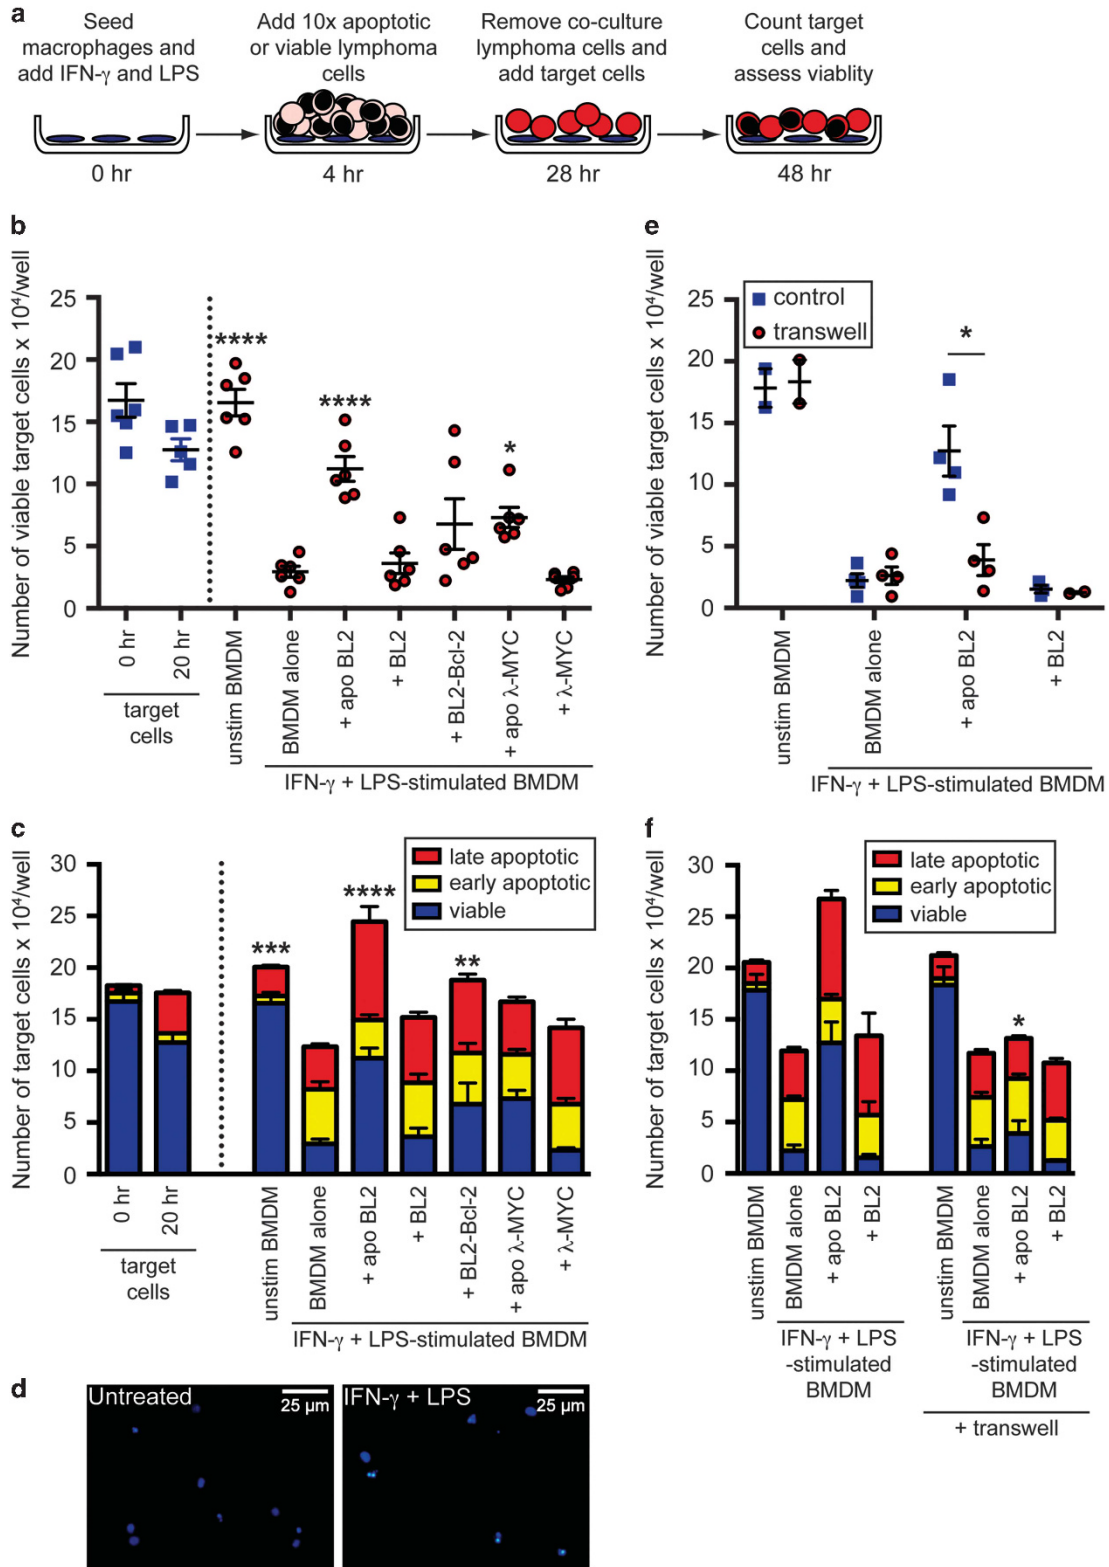 a
Seed
macrophages and
add IFN-γ and LPS
Add 10x apoptotic
or viable lymphoma
cells
Remove co-culture
lymphoma cells and
add target cells
Count target
cells and
assess viablity
0 hr
4 hr
28 hr
48 hr
b
Number of viable target cells x 10⁴/well
25
20
15
10
5
0
****
****
*
0 hr
20 hr
target
cells
unstim BMDM
BMDM alone
+ apo BL2
+ BL2
+ BL2-Bcl-2
+ apo λ-MYC
+ λ-MYC
IFN-γ + LPS-stimulated BMDM
e
Number of viable target cells x 10⁴/well
25
20
15
10
5
0
control
transwell
*
unstim BMDM
BMDM alone
+ apo BL2
+ BL2
IFN-γ + LPS-stimulated BMDM
c
Number of target cells x 10⁴/well
30
25
20
15
10
5
0
late apoptotic
early apoptotic
viable
***
****
**
0 hr
20 hr
target
cells
unstim BMDM
BMDM alone
+ apo BL2
+ BL2
+ BL2-Bcl-2
+ apo λ-MYC
+ λ-MYC
IFN-γ + LPS-stimulated BMDM
f
Number of target cells x 10⁴/well
30
25
20
15
10
5
0
late apoptotic
early apoptotic
viable
*
unstim BMDM
BMDM alone
+ apo BL2
+ BL2
IFN-γ + LPS
-stimulated
BMDM
unstim BMDM
BMDM alone
+ apo BL2
+ BL2
IFN-γ + LPS
-stimulated
BMDM
+ transwell
d
Untreated
25 µm
IFN-γ + LPS
25 µm